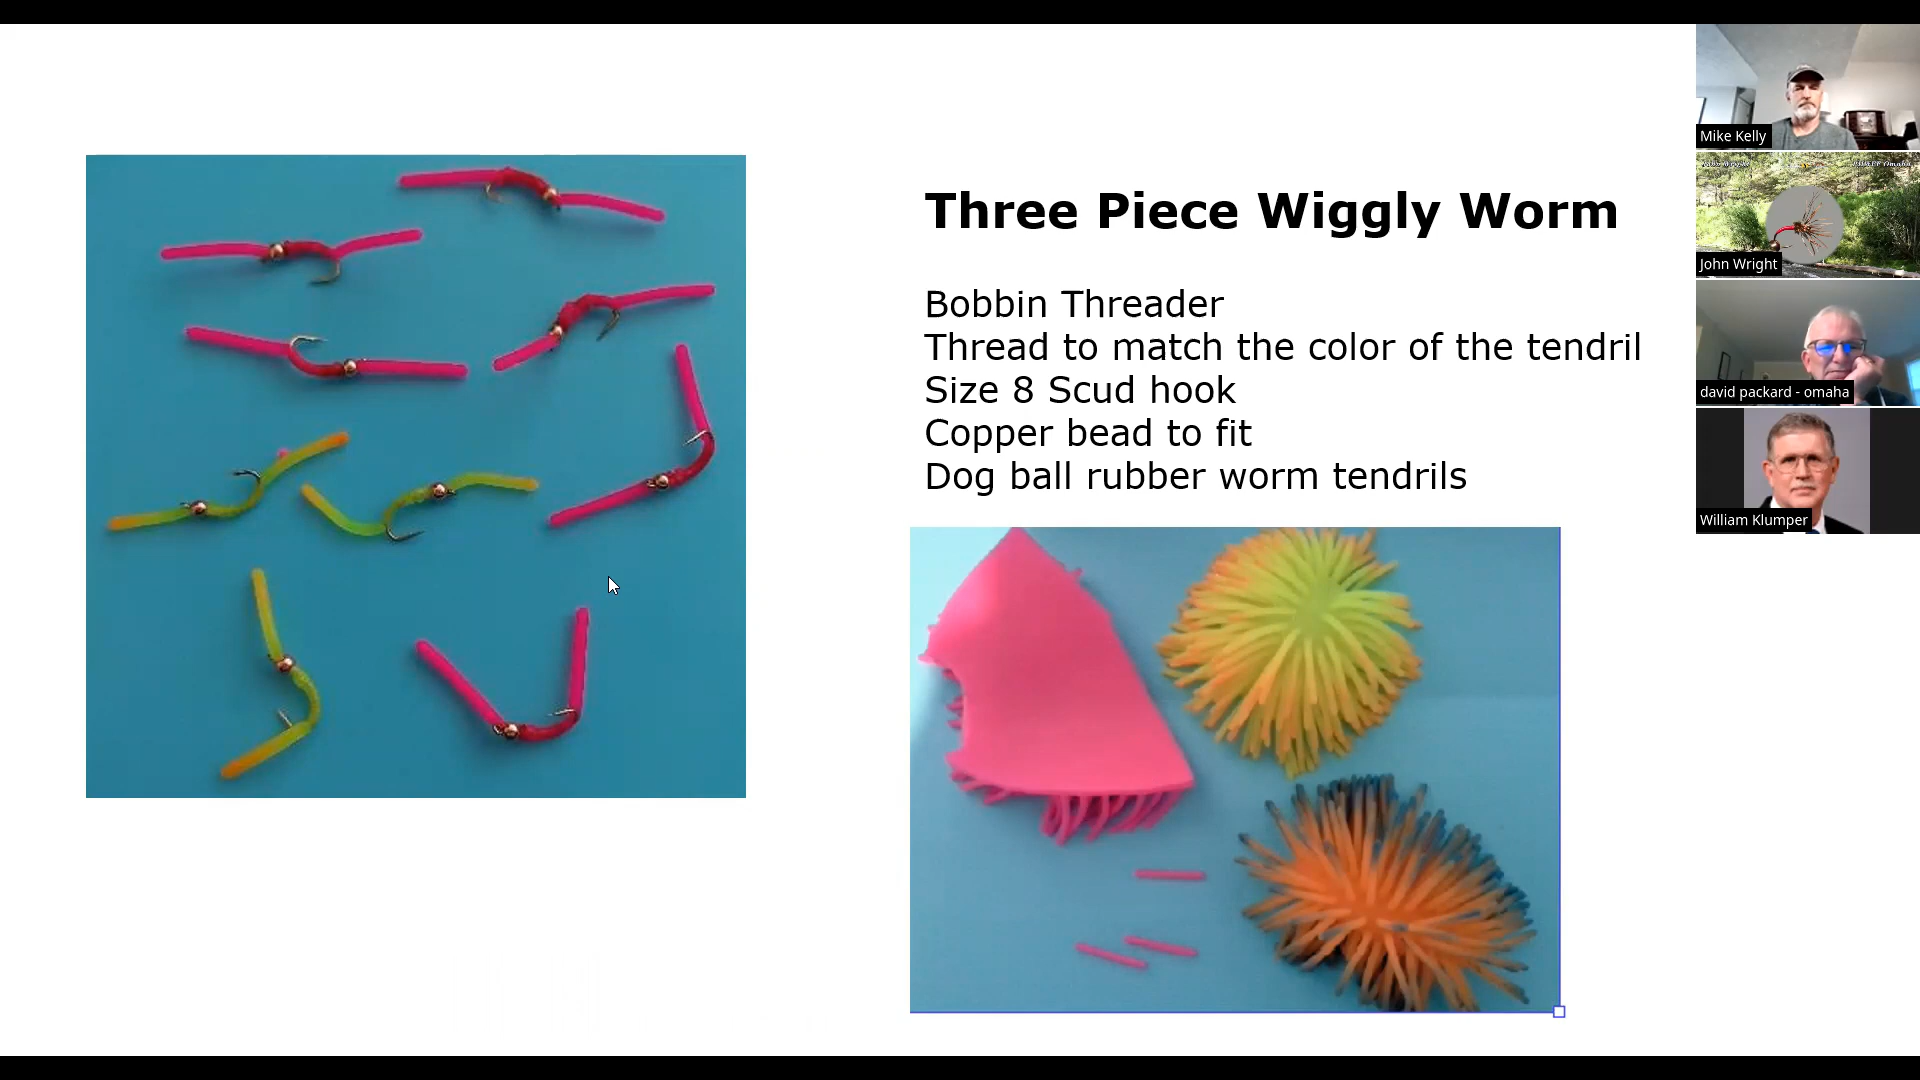 Three Piece Wiggly Worm
Bobbin Threader
Thread to match the color of the tendril
Size 8 Scud hook
Copper bead to fit
Dog ball rubber worm tendrils
Mike Kelly
John Wright
david packard - omaha
William Klumper